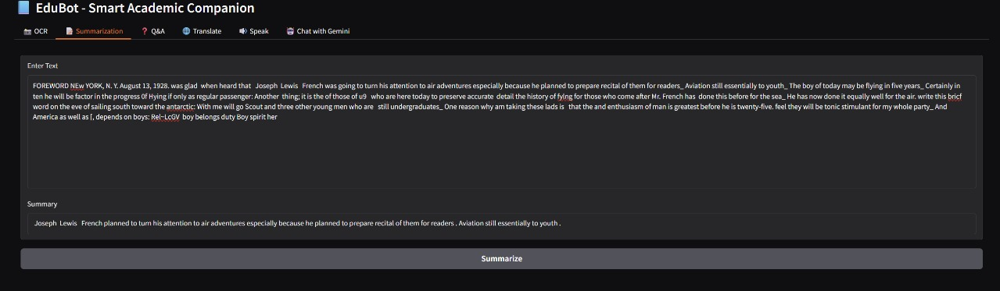 EduBot - Smart Academic Companion
OCR Summarization Q&A Translate Speak Chat with Gemini
Enter Text
FOREWORD NEw YORK, N. Y. August 13, 1928. was glad when heard that Joseph Lewis French was going to turn his attention to air adventures especially because he planned to prepare recital of them for readers_ Aviation still essentially to youth_ The boy of today may be flying in five years_ Certainly in
ten he will be factor in the progress 0f Hying if only as regular passenger: Another thing; it is the of those of u9 who are here today to preserve accurate detail the history of fylng for those who come after Mr. French has done this before for the sea_ He has now done it equally well for the air. write this bricf
word on the eve of sailing south toward the antarctic: With me will go Scout and three other young men who are still undergraduates_ One reason why am taking these lads is that the and enthusiasm of man is greatest before he is twenty-five. feel they will be tonic stimulant for my whole party_ And
America as well as [, depends on boys: Rel~LcGV boy belongs duty Boy spirit her
Summary
Joseph Lewis French planned to turn his attention to air adventures especially because he planned to prepare recital of them for readers . Aviation still essentially to youth .
Summarize